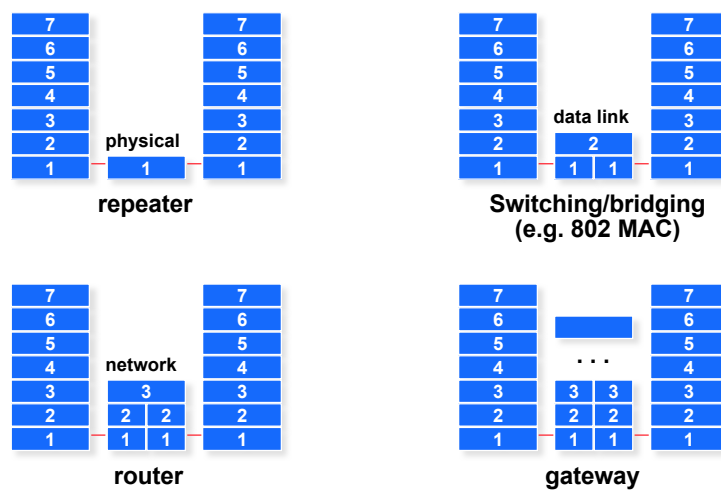 7 7
6 6
5 5
4 4
3 3
2 physical 2
1 1 1
repeater
7 7
6 6
5 5
4 4
3 data link 3
2 2 2
1 1 1 1
Switching/bridging
(e.g. 802 MAC)
7 7
6 6
5 5
4 network 4
3 3 3
2 2 2 2
1 1 1 1
router
7 7
6 6
5 . . . 5
4 4
3 3 3 3
2 2 2 2
1 1 1 1
gateway